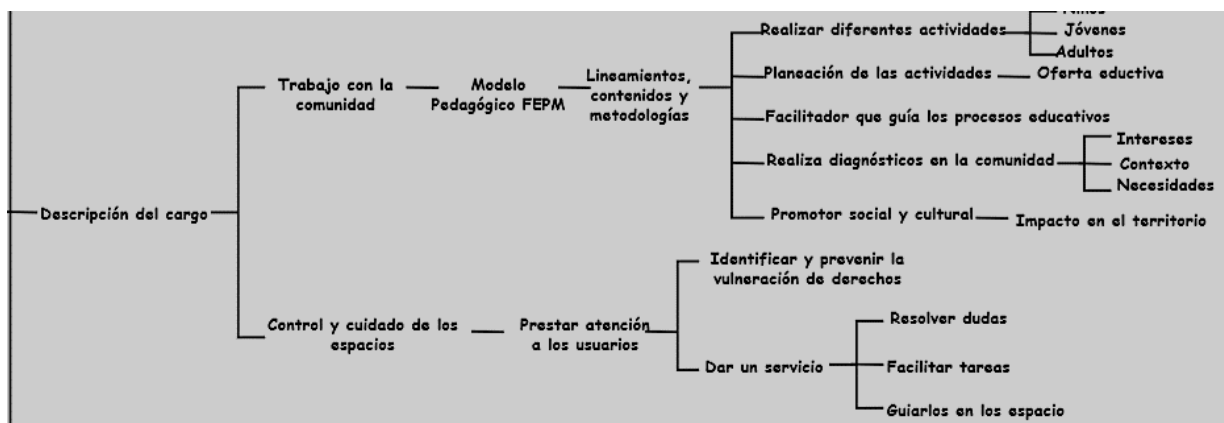 Niños
Realizar diferentes actividades
Jóvenes
Adultos
Lineamientos,
contenidos y
metodologías
Planeación de las actividades
Oferta eductiva
Trabajo con la
comunidad
Modelo
Pedagógico FEPM
Facilitador que guía los procesos educativos
Intereses
Realiza diagnósticos en la comunidad
Contexto
Necesidades
Descripción del cargo
Promotor social y cultural
Impacto en el territorio
Identificar y prevenir la
vulneración de derechos
Control y cuidado de los
espacios
Prestar atención
a los usuarios
Resolver dudas
Dar un servicio
Facilitar tareas
Guiarlos en los espacio